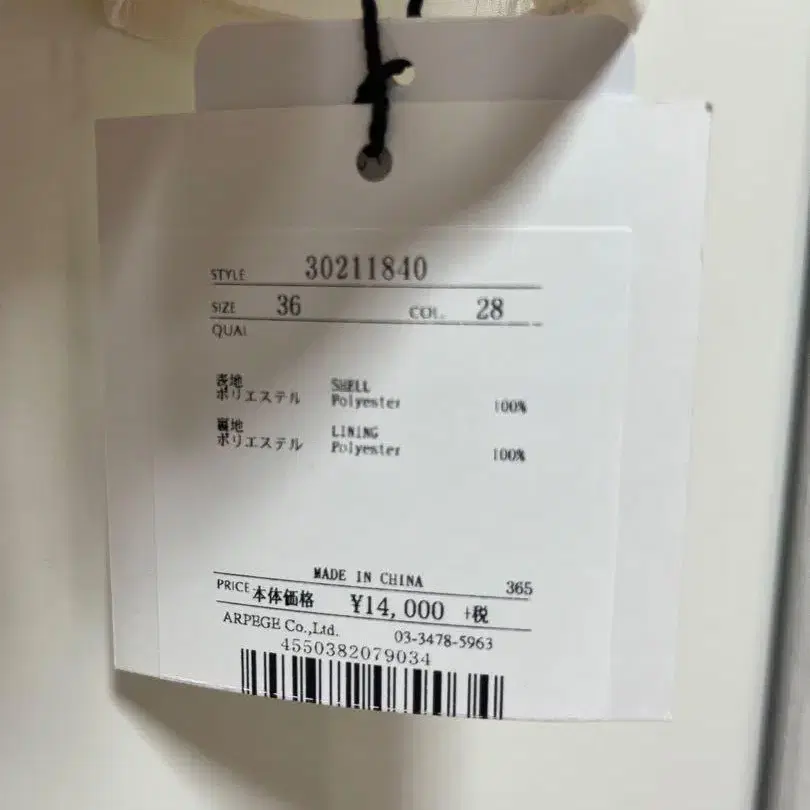 STYLE 30211840
SIZE 36 COL. 28
QUAL
表地 SHELL
ポリエステル Polyester 100%
裏地 LINING
ポリエステル Polyester 100%
MADE IN CHINA 365
PRICE 本体価格 ¥14,000 +税
ARPEGE Co.,Ltd. 03-3478-5963
4550382079034